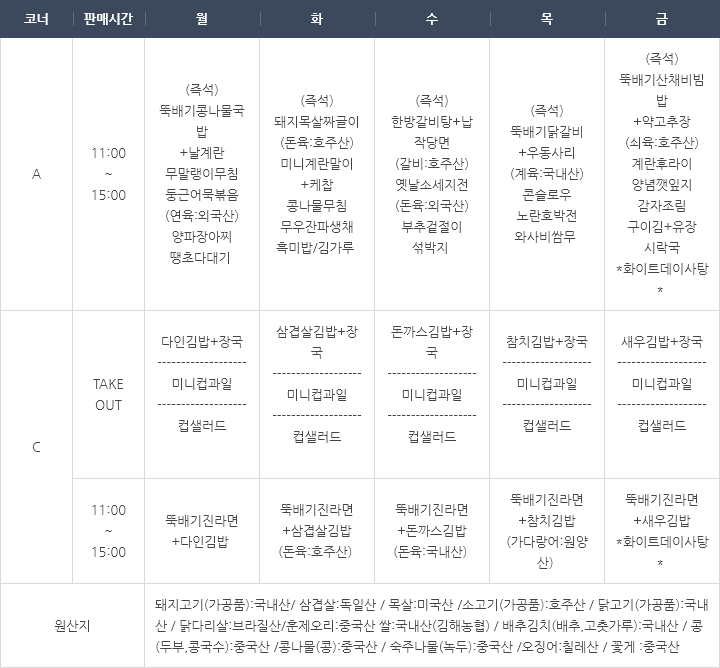 코너 판매시간 월 화 수 목 금
A
11:00
~
15:00
(즉석)
뚝배기콩나물국
밥
+날계란
무말랭이무침
둥근어묵볶음
(연육:외국산)
양파장아찌
땡초다대기
(즉석)
돼지목살짜글이
(돈육:호주산)
미니계란말이
+케찹
콩나물무침
무우잔파생채
흑미밥/김가루
(즉석)
한방갈비탕+납
작당면
(갈비:호주산)
옛날소세지전
(돈육:외국산)
부추겉절이
섞박지
(즉석)
뚝배기닭갈비
+우동사리
(계육:국내산)
콘슬로우
노란호박전
와사비쌈무
(즉석)
뚝배기산채비빔
밥
+약고추장
(쇠육:호주산)
계란후라이
양념깻잎지
감자조림
구이김+유장
시락국
*화이트데이사탕
*
C
TAKE
OUT
다인김밥+장국
-------------------
미니컵과일
-------------------
컵샐러드
삼겹살김밥+장
국
-------------------
미니컵과일
-------------------
컵샐러드
돈까스김밥+장
국
-------------------
미니컵과일
-------------------
컵샐러드
참치김밥+장국
-------------------
미니컵과일
-------------------
컵샐러드
새우김밥+장국
-------------------
미니컵과일
-------------------
컵샐러드
11:00
~
15:00
뚝배기진라면
+다인김밥
뚝배기진라면
+삼겹살김밥
(돈육:호주산)
뚝배기진라면
+돈까스김밥
(돈육:국내산)
뚝배기진라면
+참치김밥
(가다랑어:원양
산)
뚝배기진라면
+새우김밥
*화이트데이사탕
*
원산지
돼지고기(가공품):국내산/ 삼겹살:독일산 / 목살:미국산 /소고기(가공품):호주산 / 닭고기(가공품):국내
산 / 닭다리살:브라질산/훈제오리:중국산 쌀:국내산(김해농협) / 배추김치(배추,고춧가루):국내산 / 콩
(두부,콩국수):중국산 /콩나물(콩):중국산 / 숙주나물(녹두):중국산 /오징어:칠레산 / 꽃게 :중국산